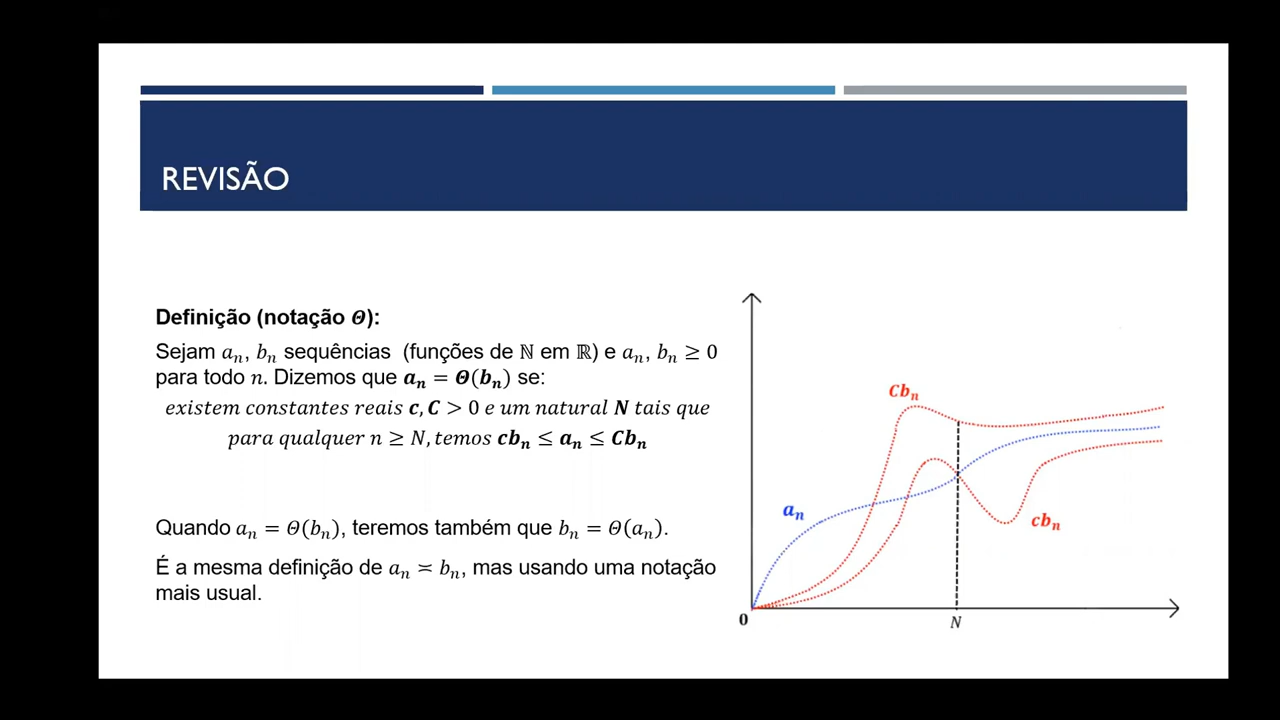 REVISÃO
Definição (notação Θ):
Sejam aₙ, bₙ sequências (funções de ℕ em ℝ) e aₙ, bₙ ≥ 0
para todo n. Dizemos que aₙ = Θ(bₙ) se:
existem constantes reais c, C > 0 e um natural N tais que
para qualquer n ≥ N, temos cbₙ ≤ aₙ ≤ Cbₙ
Quando aₙ = Θ(bₙ), teremos também que bₙ = Θ(aₙ).
É a mesma definição de aₙ ≍ bₙ, mas usando uma notação
mais usual.
Cbₙ
aₙ
cbₙ
0
N